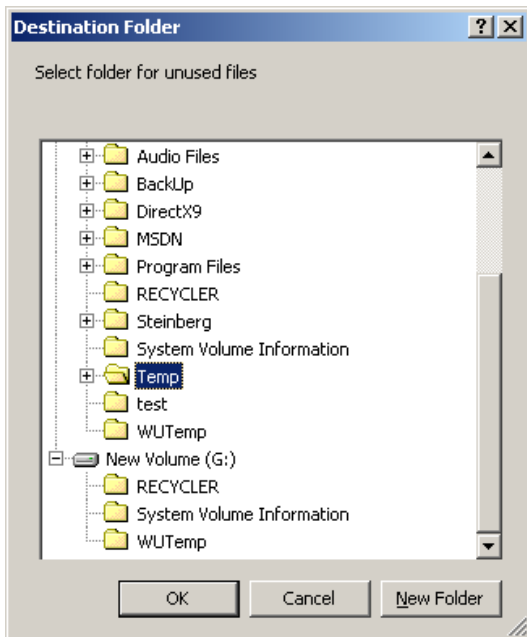 Destination Folder
Select folder for unused files
Audio Files
BackUp
DirectX9
MSDN
Program Files
RECYCLER
Steinberg
System Volume Information
Temp
test
WUTemp
New Volume (G:)
RECYCLER
System Volume Information
WUTemp
OK Cancel New Folder